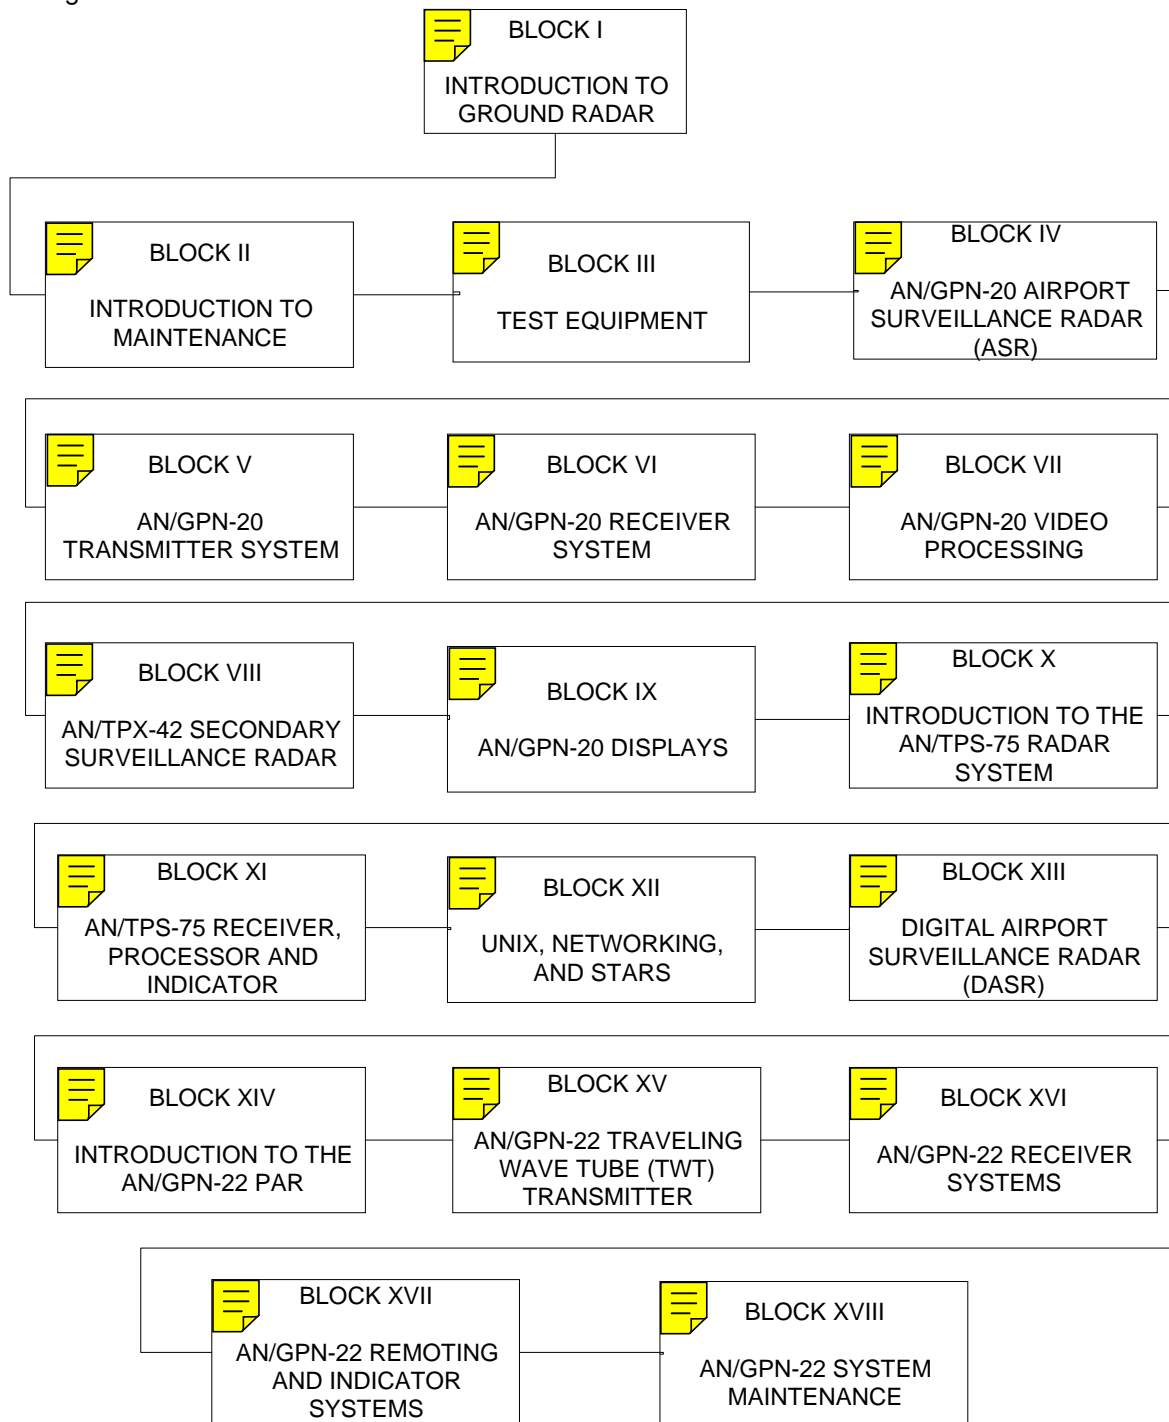 BLOCK I
INTRODUCTION TO
GROUND RADAR
BLOCK II
INTRODUCTION TO
MAINTENANCE
BLOCK III
TEST EQUIPMENT
BLOCK IV
AN/GPN-20 AIRPORT
SURVEILLANCE RADAR
(ASR)
BLOCK V
AN/GPN-20
TRANSMITTER SYSTEM
BLOCK VI
AN/GPN-20 RECEIVER
SYSTEM
BLOCK VII
AN/GPN-20 VIDEO
PROCESSING
BLOCK VIII
AN/TPX-42 SECONDARY
SURVEILLANCE RADAR
BLOCK IX
AN/GPN-20 DISPLAYS
BLOCK X
INTRODUCTION TO THE
AN/TPS-75 RADAR
SYSTEM
BLOCK XI
AN/TPS-75 RECEIVER,
PROCESSOR AND
INDICATOR
BLOCK XII
UNIX, NETWORKING,
AND STARS
BLOCK XIII
DIGITAL AIRPORT
SURVEILLANCE RADAR
(DASR)
BLOCK XIV
INTRODUCTION TO THE
AN/GPN-22 PAR
BLOCK XV
AN/GPN-22 TRAVELING
WAVE TUBE (TWT)
TRANSMITTER
BLOCK XVI
AN/GPN-22 RECEIVER
SYSTEMS
BLOCK XVII
AN/GPN-22 REMOTING
AND INDICATOR
SYSTEMS
BLOCK XVIII
AN/GPN-22 SYSTEM
MAINTENANCE